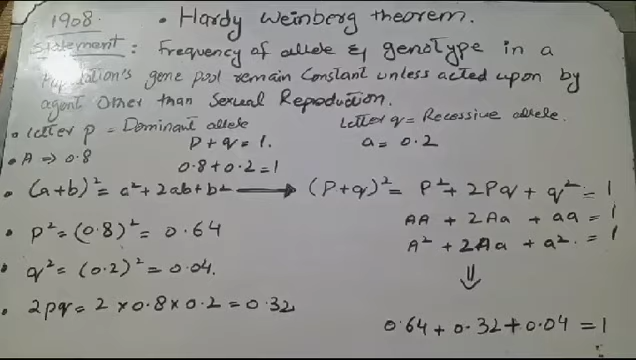 1908.
• Hardy Weinberg theorem.
Statement: Frequency of allele & genotype in a
Population's gene pool remain Constant unless acted upon by
agent Other than Sexual Reproduction.
• Letter P = Dominant allele
Letter q = Recessive allele.
• A => 0.8
P + q = 1.
a = 0.2
0.8 + 0.2 = 1
• (a+b)² = a² + 2ab + b² → (P+q)² = P² + 2Pq + q² = 1
AA + 2Aa + aa = 1
• P² = (0.8)² = 0.64
A² + 2Aa + a². = 1
⇓
• q² = (0.2)² = 0.04.
• 2pq = 2 × 0.8 × 0.2 = 0.32
0.64 + 0.32 + 0.04 = 1